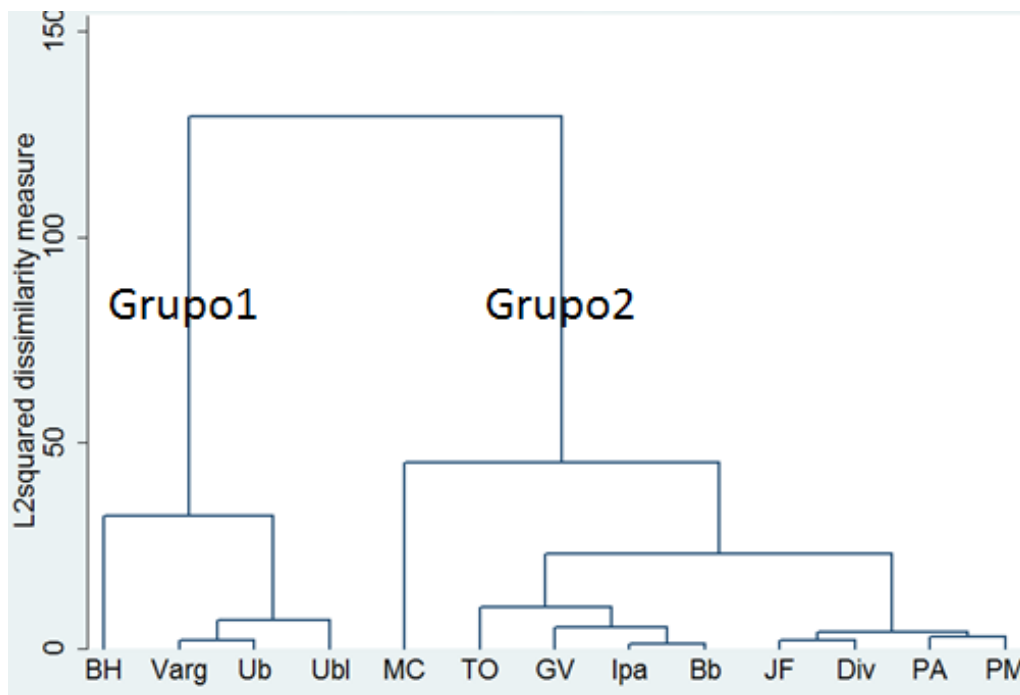 150
100
50
0
L2squared dissimilarity measure
Grupo1 Grupo2
BH Varg Ub Ubl MC TO GV Ipa Bb JF Div PA PM